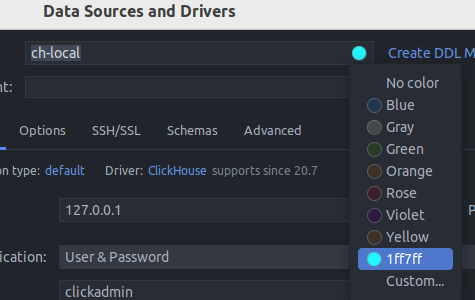 Data Sources and Drivers
ch-local
Create DDL M
nt:
No color
Blue
Gray
Green
Orange
Rose
Violet
Yellow
1ff7ff
Custom...
Options SSH/SSL Schemas Advanced
on type: default Driver: ClickHouse supports since 20.7
127.0.0.1 P
ication: User & Password
clickadmin